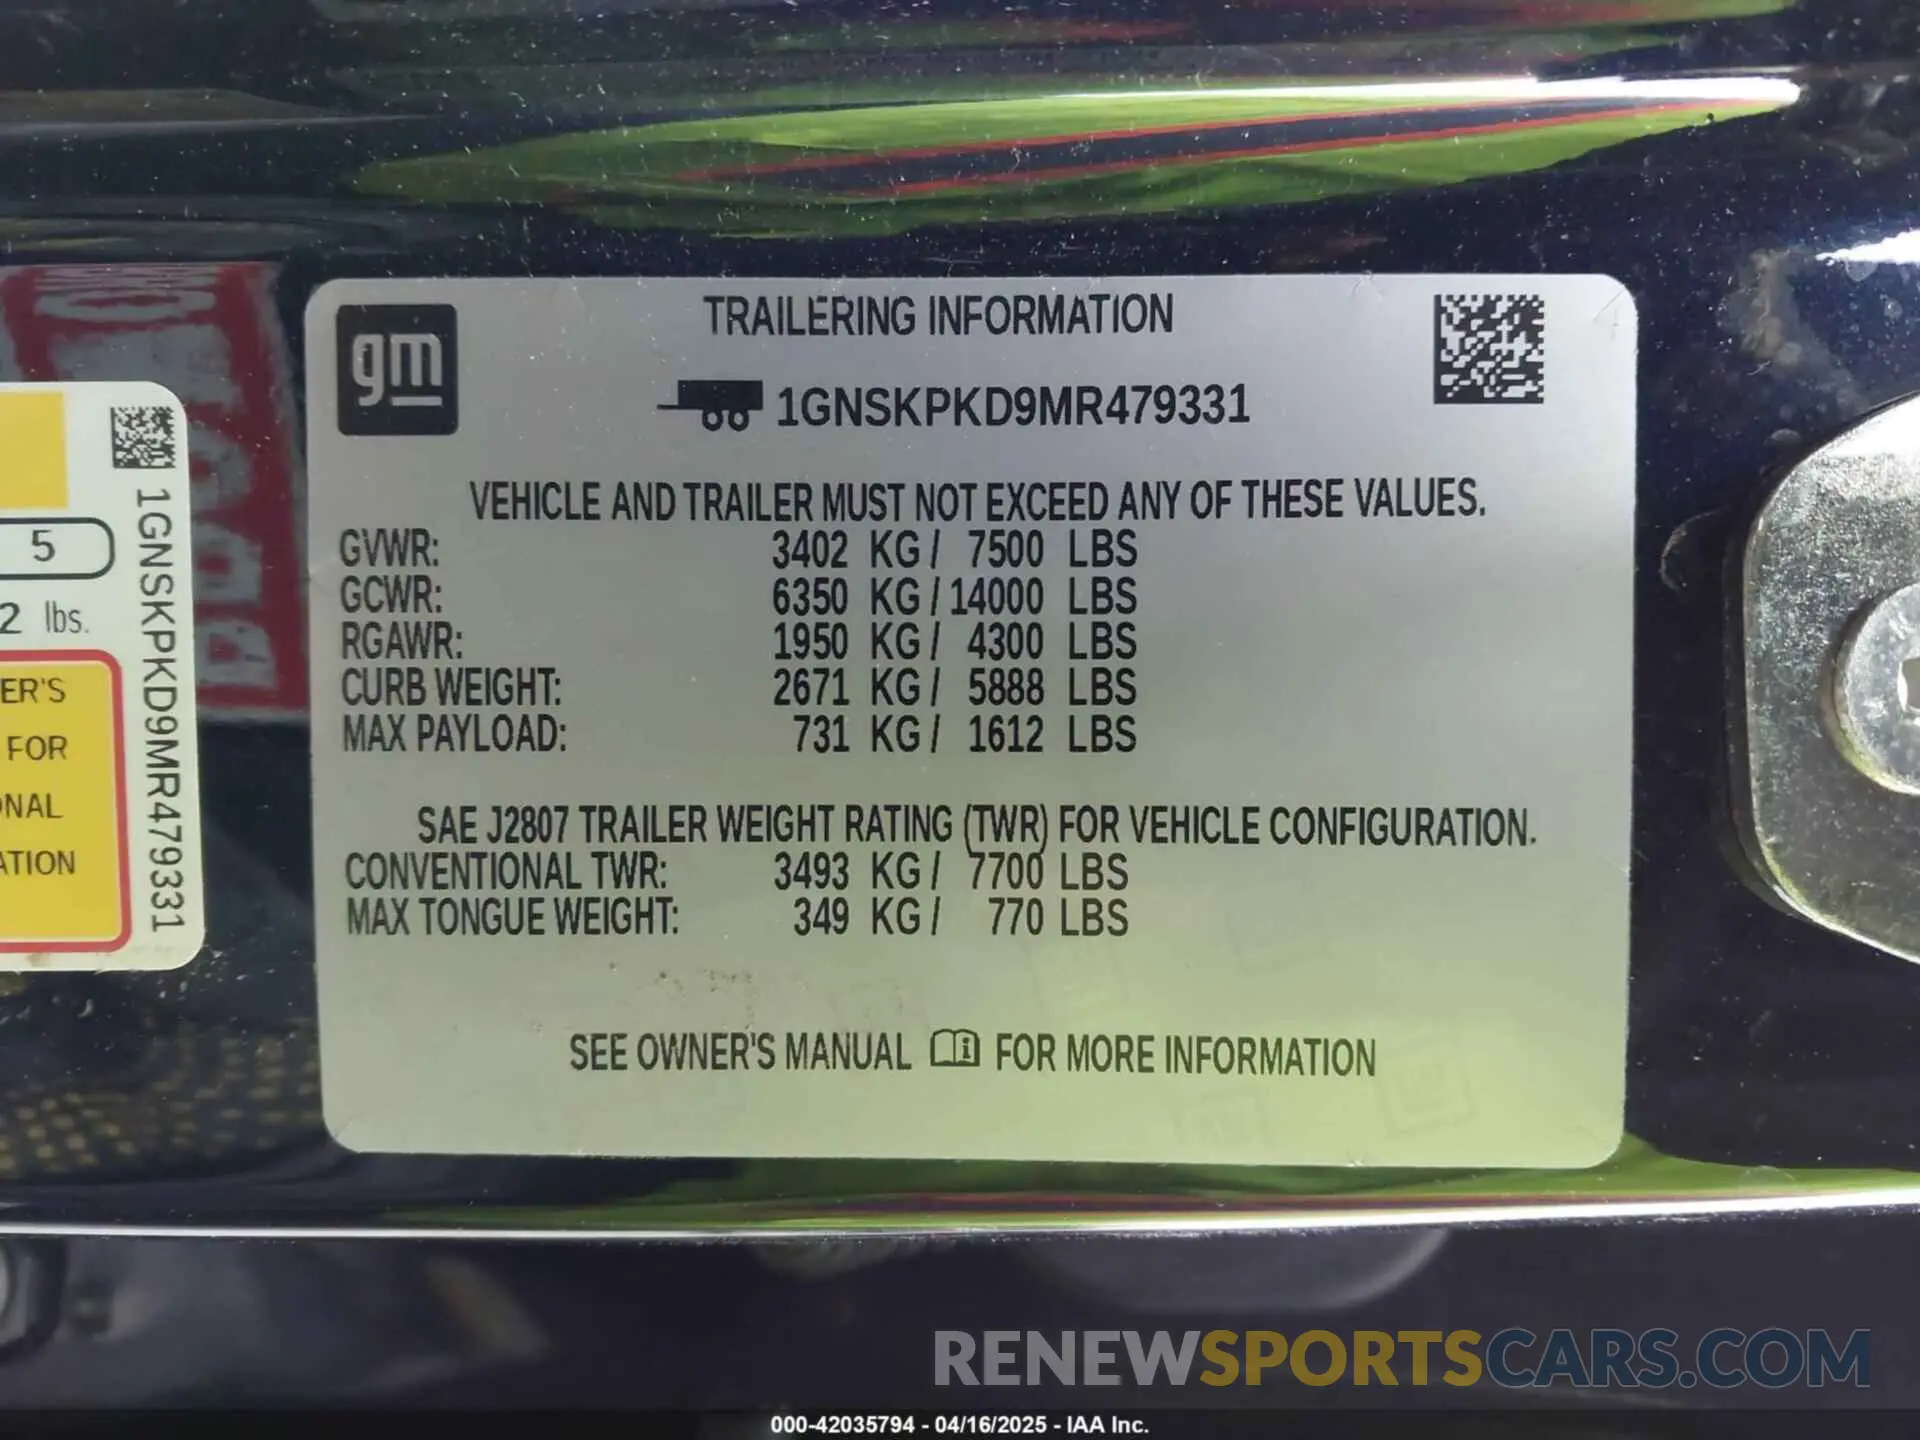 gm
TRAILERING INFORMATION
1GNSKPKD9MR479331
VEHICLE AND TRAILER MUST NOT EXCEED ANY OF THESE VALUES.
GVWR: 3402 KG / 7500 LBS
GCWR: 6350 KG / 14000 LBS
RGAWR: 1950 KG / 4300 LBS
CURB WEIGHT: 2671 KG / 5888 LBS
MAX PAYLOAD: 731 KG / 1612 LBS
SAE J2807 TRAILER WEIGHT RATING (TWR) FOR VEHICLE CONFIGURATION.
CONVENTIONAL TWR: 3493 KG / 7700 LBS
MAX TONGUE WEIGHT: 349 KG / 770 LBS
SEE OWNER'S MANUAL FOR MORE INFORMATION
5
2 lbs.
ER'S
FOR
ONAL
ATION
1GNSKPKD9MR479331
RENEWSPORTSCARS.COM
000-42035794 - 04/16/2025 - IAA Inc.